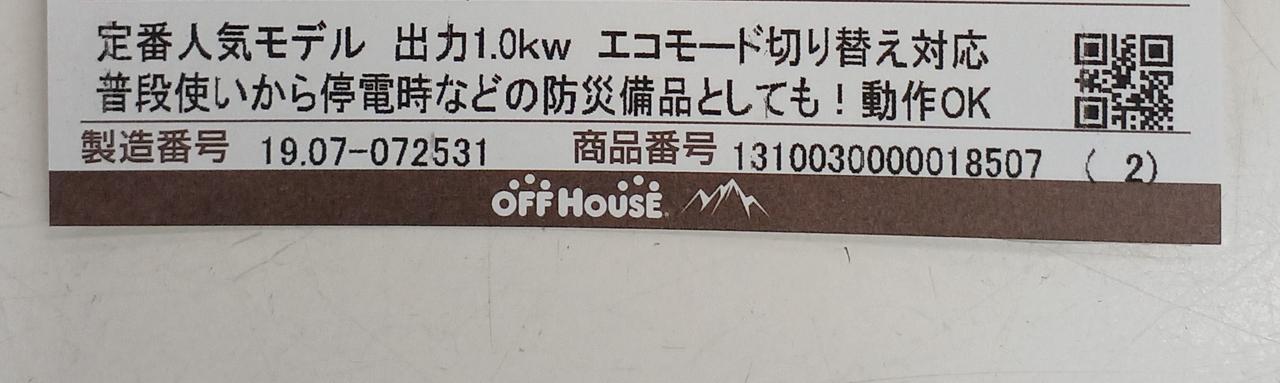 定番人気モデル 出力1.0kw エコモード切り替え対応
普段使いから停電時などの防災備品としても！動作OK
製造番号 19.07-072531 商品番号 1310030000018507 ( 2)
OFF HOUSE